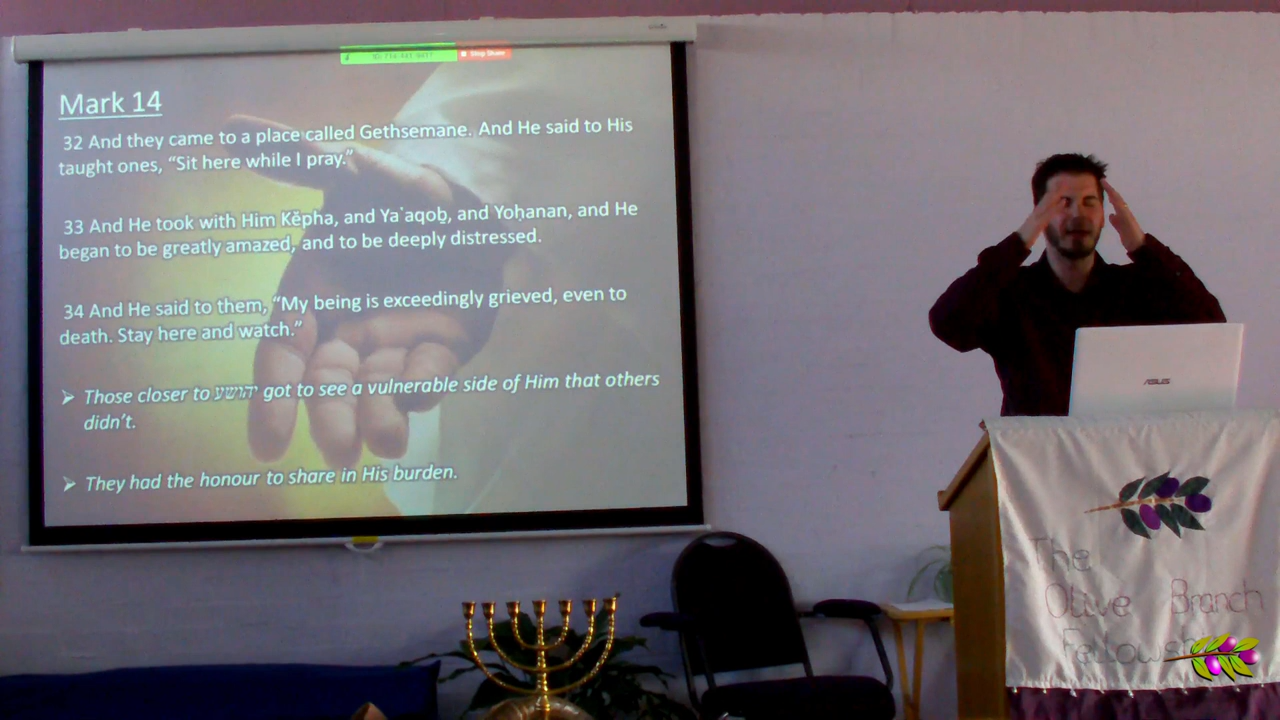 Stop Share
Mark 14
32 And they came to a place called Gethsemane. And He said to His
taught ones, “Sit here while I pray.”
33 And He took with Him Kĕpha, and Ya‛aqoḇ, and Yoḥanan, and He
began to be greatly amazed, and to be deeply distressed.
34 And He said to them, “My being is exceedingly grieved, even to
death. Stay here and watch.”
➢ Those closer to יהושע got to see a vulnerable side of Him that others
didn’t.
➢ They had the honour to share in His burden.
ASUS
The
Olive Branch